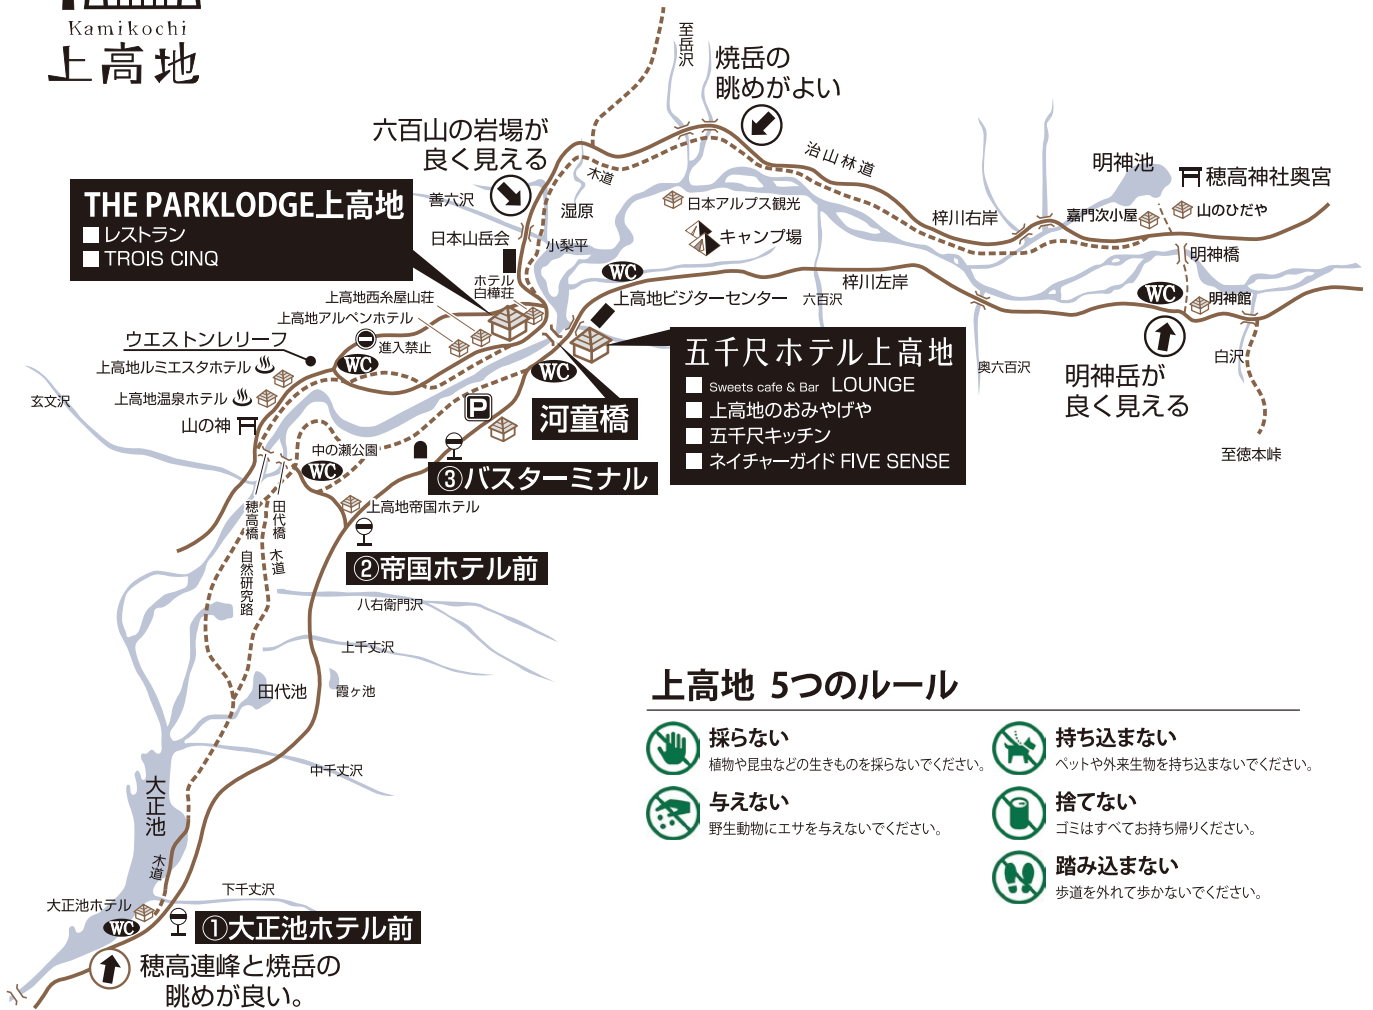 Kamikochi
上高地
至岳沢
焼岳の
眺めがよい
六百山の岩場が
良く見える
治山林道
木道
明神池
穂高神社奥宮
THE PARKLODGE上高地
レストラン
TROIS CINQ
善六沢
湿原
日本アルプス観光
梓川右岸
嘉門次小屋
山のひだや
日本山岳会
小梨平
キャンプ場
明神橋
WC
ホテル
白樺荘
梓川左岸
WC
上高地西糸屋山荘
上高地ビジターセンター
六百沢
明神館
上高地アルペンホテル
ウエストンレリーフ
進入禁止
五千尺ホテル上高地
Sweets cafe & Bar LOUNGE
上高地のおみやげや
五千尺キッチン
ネイチャーガイド FIVE SENSE
白沢
上高地ルミエスタホテル
WC
WC
奥六百沢
明神岳が
良く見える
玄文沢
上高地温泉ホテル
P
河童橋
山の神
中の瀬公園
至徳本峠
WC
③バスターミナル
上高地帝国ホテル
穂高橋
田代橋
②帝国ホテル前
自然研究路
木道
八右衛門沢
上千丈沢
田代池
霞ヶ池
中千丈沢
大正池
木道
下千丈沢
大正池ホテル
WC
①大正池ホテル前
穂高連峰と焼岳の
眺めが良い。
上高地 5つのルール
採らない
植物や昆虫などの生きものを採らないでください。
与えない
野生動物にエサを与えないでください。
持ち込まない
ペットや外来生物を持ち込まないでください。
捨てない
ゴミはすべてお持ち帰りください。
踏み込まない
歩道を外れて歩かないでください。